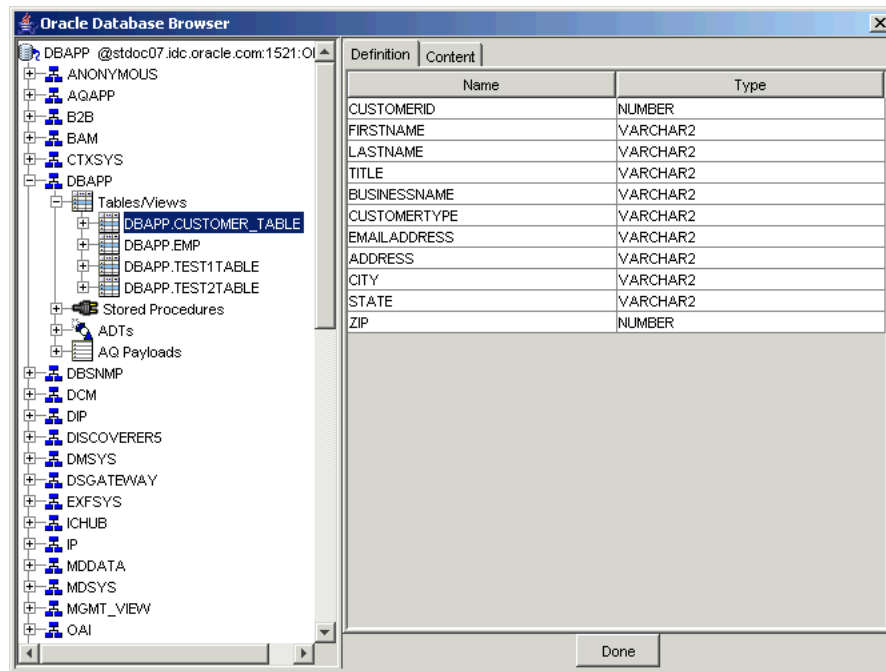 Oracle Database Browser
DBAPP @stdoc07.idc.oracle.com:1521:O
ANONYMOUS
AQAPP
B2B
BAM
CTXSYS
DBAPP
Tables/Views
DBAPP.CUSTOMER_TABLE
DBAPP.EMP
DBAPP.TEST1TABLE
DBAPP.TEST2TABLE
Stored Procedures
ADTs
AQ Payloads
DBSNMP
DCM
DIP
DISCOVERER5
DMSYS
DSGATEWAY
EXFSYS
ICHUB
IP
MDDATA
MDSYS
MGMT_VIEW
OAI
Definition Content
Name Type
CUSTOMERID NUMBER
FIRSTNAME VARCHAR2
LASTNAME VARCHAR2
TITLE VARCHAR2
BUSINESSNAME VARCHAR2
CUSTOMERTYPE VARCHAR2
EMAILADDRESS VARCHAR2
ADDRESS VARCHAR2
CITY VARCHAR2
STATE VARCHAR2
ZIP NUMBER
Done